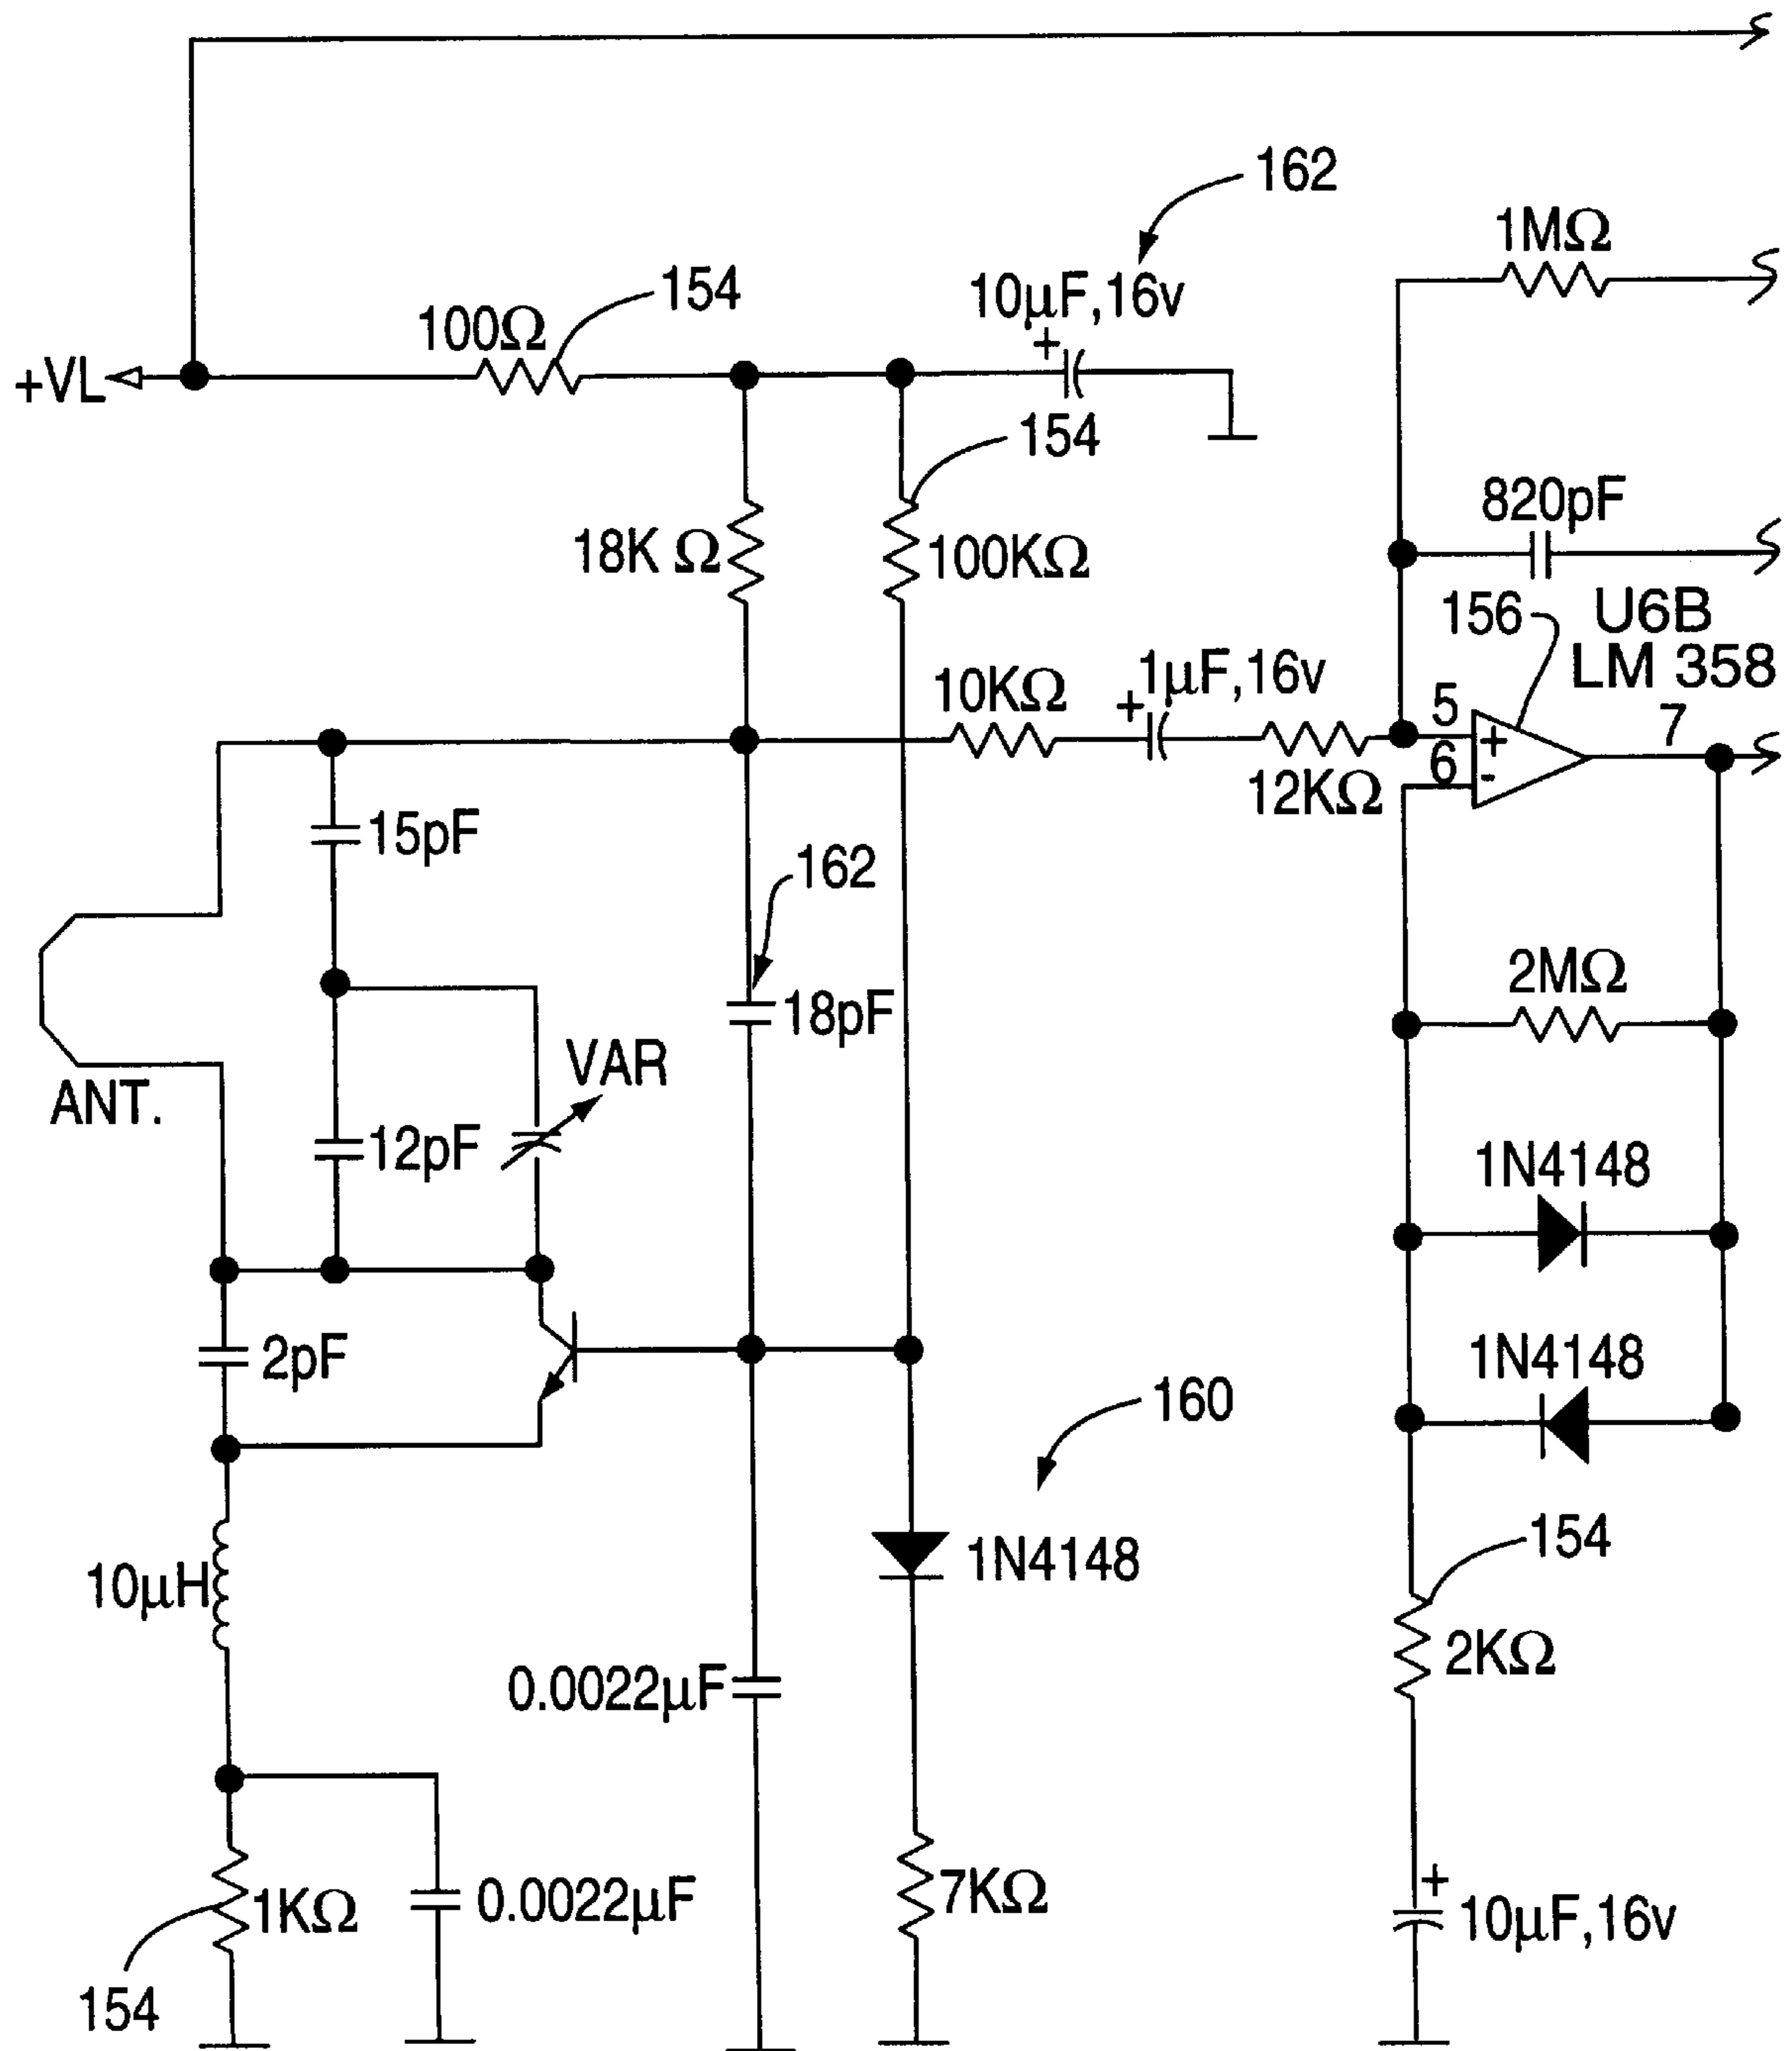 162
1MΩ
154
100Ω
10µF,16v
+
+VL
154
820pF
18K Ω
100KΩ
156
U6B
LM 358
10KΩ
1µF,16v
+
5
7
+
6
-
12KΩ
15pF
162
2MΩ
18pF
VAR
ANT.
12pF
1N4148
2pF
1N4148
160
154
1N4148
10µH
2KΩ
0.0022µF
+
1KΩ
0.0022µF
7KΩ
10µF,16v
154